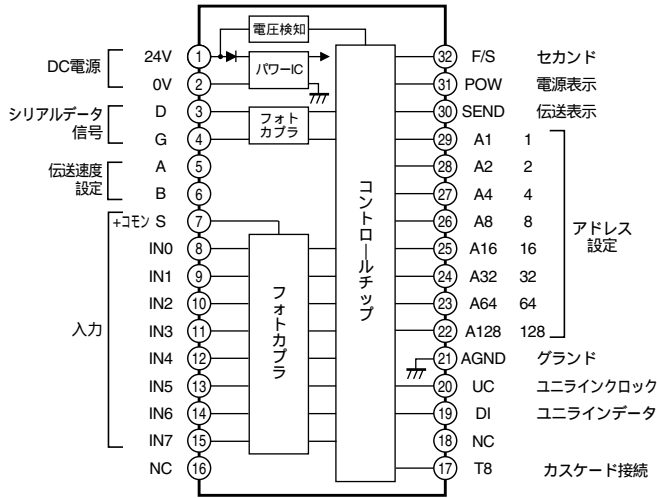 電圧検知
DC電源
24V 1
0V 2
パワーIC
シリアルデータ
信号
D 3
G 4
フォト
カプラ
伝送速度
設定
A 5
B 6
+コモン S 7
入力
IN0 8
IN1 9
IN2 10
IN3 11
IN4 12
IN5 13
IN6 14
IN7 15
NC 16
フォトカプラ
コントロールチップ
32 F/S セカンド
31 POW 電源表示
30 SEND 伝送表示
29 A1 1
28 A2 2
27 A4 4
26 A8 8
25 A16 16
24 A32 32
23 A64 64
22 A128 128
アドレス
設定
21 AGND グランド
20 UC ユニラインクロック
19 DI ユニラインデータ
18 NC
17 T8 カスケード接続